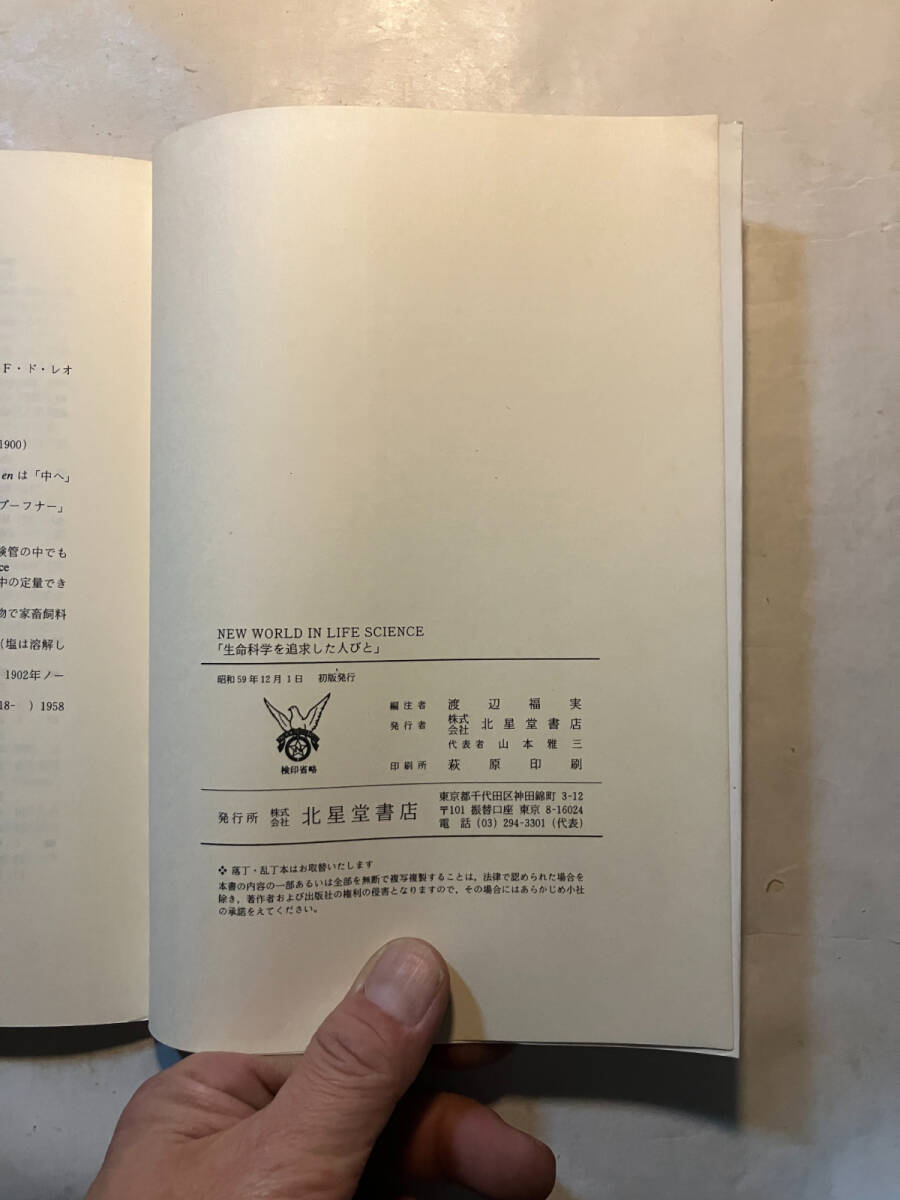 F・ド・レオ
1900)
en は「中へ」
ブーフナー」
験管の中でも
ce
中の定量でき
物で家畜飼料
(塩は溶解し
1902年ノー
18- ) 1958
NEW WORLD IN LIFE SCIENCE
「生命科学を追求した人びと」
昭和59年12月1日 初版発行
検印省略
編注者 渡辺福実
発行者 株式会社 北星堂書店
代表者 山本雅三
印刷所 萩原印刷
発行所 株式会社 北星堂書店
東京都千代田区神田錦町 3-12
〒101 振替口座 東京 8-16024
電話 (03) 294-3301 (代表)
❖ 落丁・乱丁本はお取替いたします
本書の内容の一部あるいは全部を無断で複写複製することは，法律で認められた場合を
除き，著作者および出版社の権利の侵害となりますので，その場合にはあらかじめ小社
の承諾をえてください。